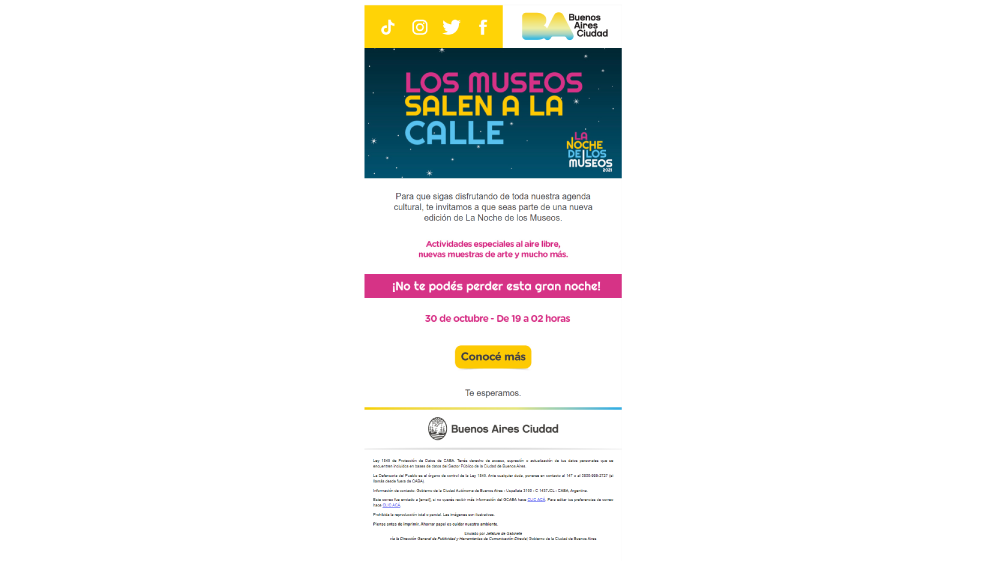 BA Buenos
Aires
Ciudad
LOS MUSEOS
SALEN A LA
CALLE
LA
NOCHE
DE LOS
MUSEOS
2021
Para que sigas disfrutando de toda nuestra agenda
cultural, te invitamos a que seas parte de una nueva
edición de La Noche de los Museos.
Actividades especiales al aire libre,
nuevas muestras de arte y mucho más.
¡No te podés perder esta gran noche!
30 de octubre - De 19 a 02 horas
Conocé más
Te esperamos.
Buenos Aires Ciudad
Ley 1845 de Protección de Datos de CABA: Tenés derecho de acceso, supresión o actualización de tus datos personales que se
encuentran incluidos en bases de datos del Sector Público de la Ciudad de Buenos Aires
La Defensoría del Pueblo es el órgano de control de la Ley 1845. Ante cualquier duda, ponerse en contacto al 147 o al 0800-999-2727 (si
llamás desde fuera de CABA)
Información de contacto: Gobierno de la Ciudad Autónoma de Buenos Aires - Uspallata 3160 - C 1437JCL - CABA, Argentina
Este correo fue enviado a [email], si no querés recibir más información del GCABA hacé CLIC ACÁ. Para editar tus preferencias de correo
hacé CLIC ACÁ.
Prohibida la reproducción total o parcial. Las imágenes son ilustrativas.
Piense antes de imprimir. Ahorrar papel es cuidar nuestro ambiente.
Enviado por Jefatura de Gabinete
vía la Dirección General de Publicidad y Herramientas de Comunicación Directa| Gobierno de la Ciudad de Buenos Aires.